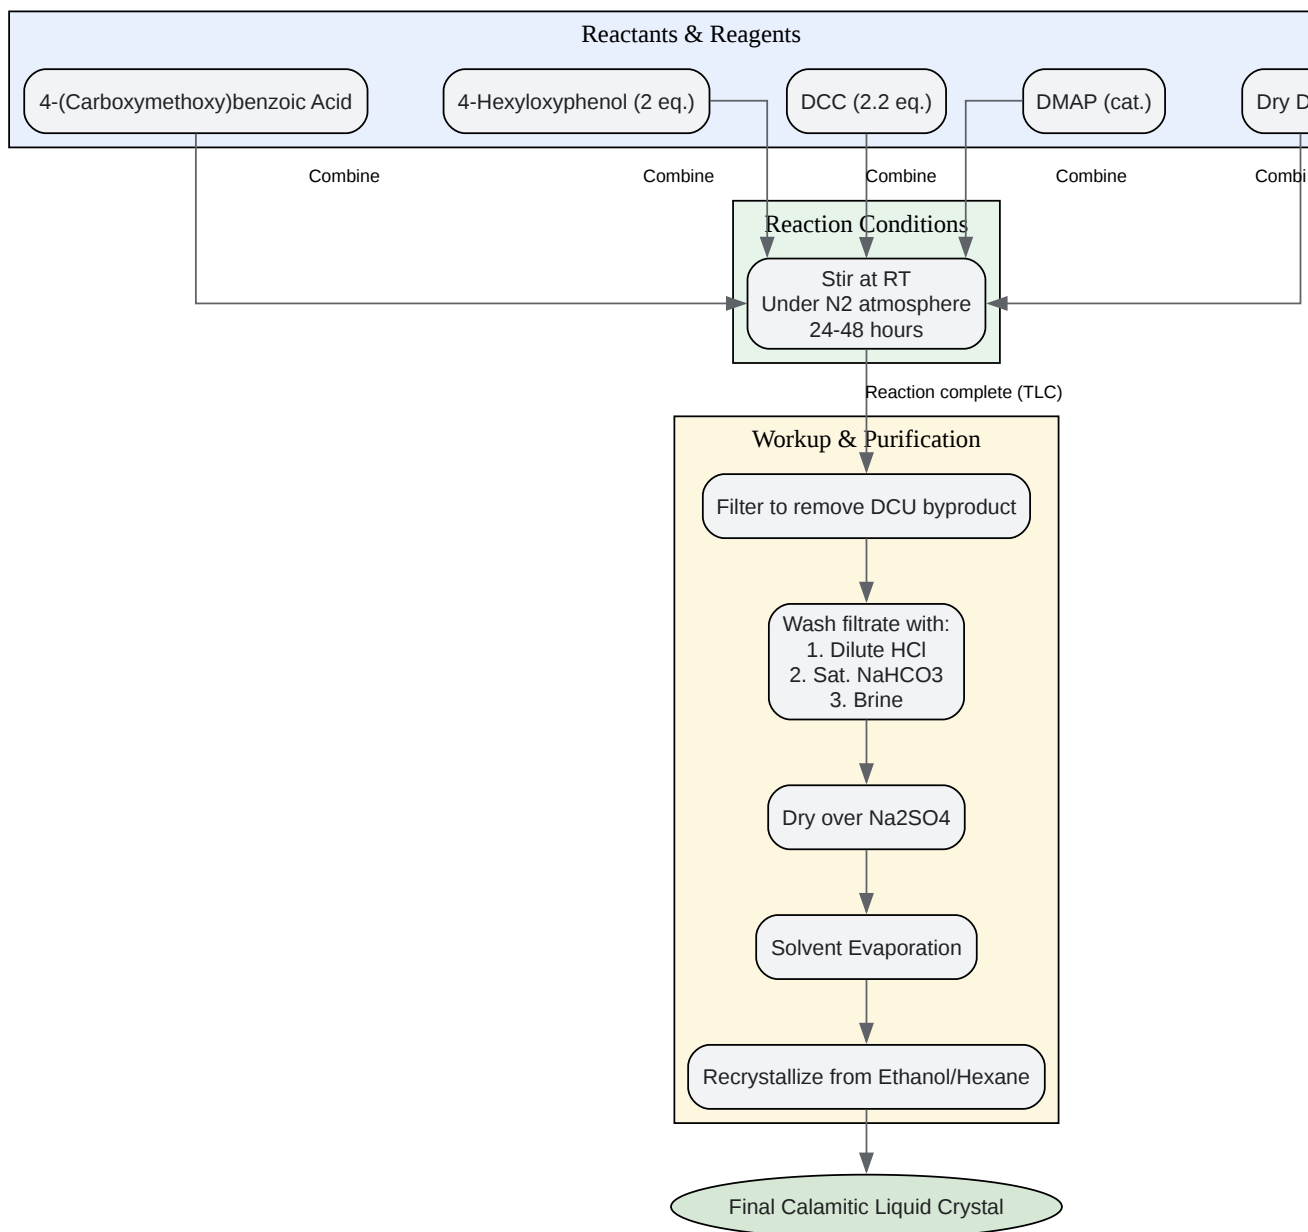 Reactants & Reagents
4-(Carboxymethoxy)benzoic Acid
4-Hexyloxyphenol (2 eq.)
DCC (2.2 eq.)
DMAP (cat.)
Dry D
Combine
Combine
Combine
Combine
Combi
Reaction Conditions
Stir at RT
Under N2 atmosphere
24-48 hours
Reaction complete (TLC)
Workup & Purification
Filter to remove DCU byproduct
Wash filtrate with:
1. Dilute HCl
2. Sat. NaHCO3
3. Brine
Dry over Na2SO4
Solvent Evaporation
Recrystallize from Ethanol/Hexane
Final Calamitic Liquid Crystal